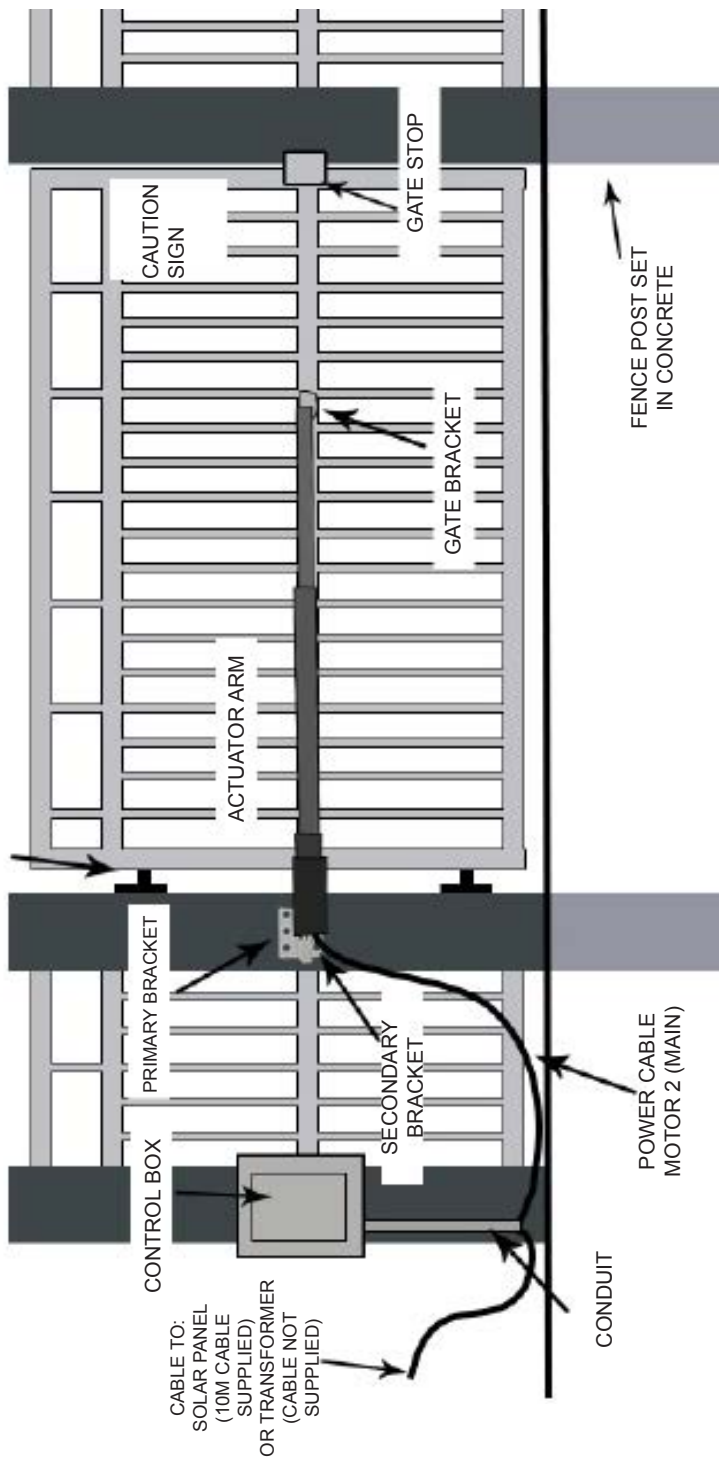 CABLE TO:
SOLAR PANEL
(10M CABLE
SUPPLIED)
OR TRANSFORMER
(CABLE NOT
SUPPLIED)
CONTROL BOX
PRIMARY BRACKET
ACTUATOR ARM
CAUTION
SIGN
SECONDARY
BRACKET
GATE BRACKET
GATE STOP
CONDUIT
POWER CABLE
MOTOR 2 (MAIN)
FENCE POST SET
IN CONCRETE